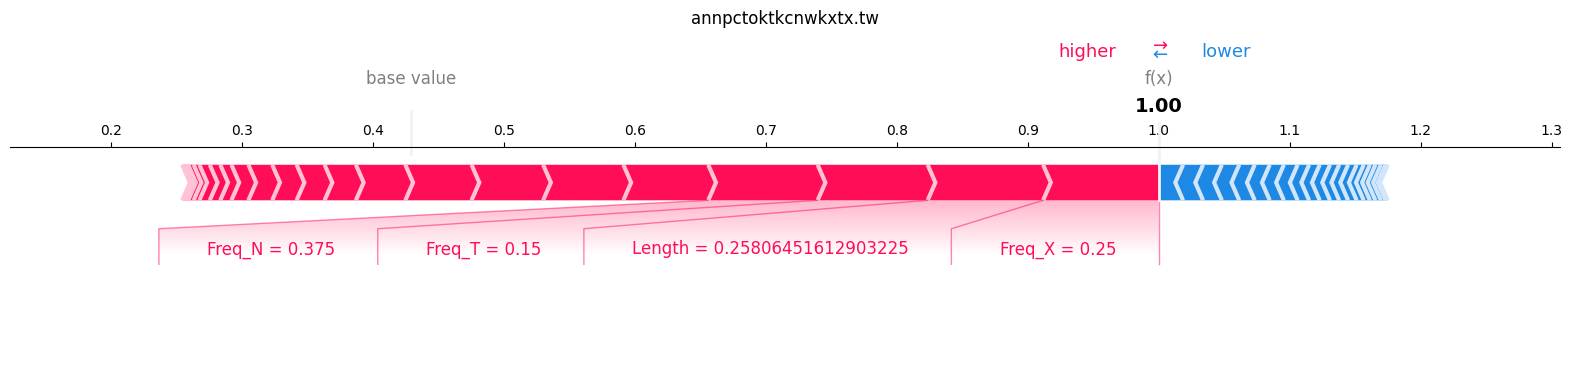 annpctoktkcnwkxtx.tw
higher → ← lower
base value f(x)
1.00
0.2 0.3 0.4 0.5 0.6 0.7 0.8 0.9 1.0 1.1 1.2 1.3
Freq_N = 0.375 Freq_T = 0.15 Length = 0.25806451612903225 Freq_X = 0.25